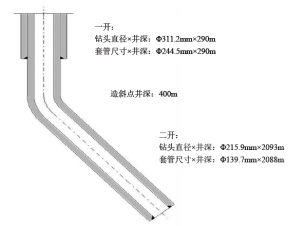 一开：
钻头直径×井深：Φ311.2mm×290m
套管尺寸×井深：Φ244.5mm×290m
造斜点井深：400m
二开：
钻头直径×井深：Φ215.9mm×2093m
套管尺寸×井深：Φ139.7mm×2088m